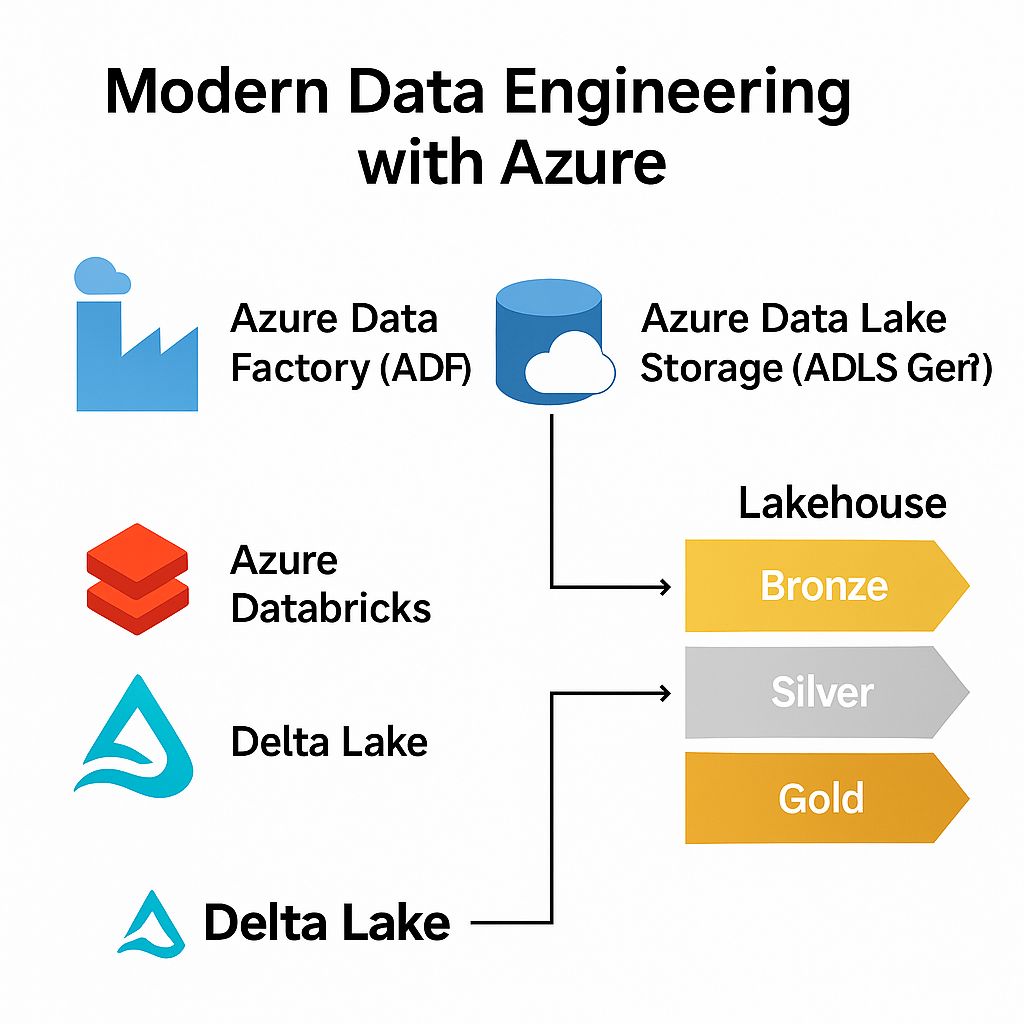 Modern Data Engineering
with Azure
Azure Data
Factory (ADF)
Azure Data Lake
Storage (ADLS
Azure
Databricks
Lakehouse
Bronze
Silver
Gold
Delta Lake
Delta Lake